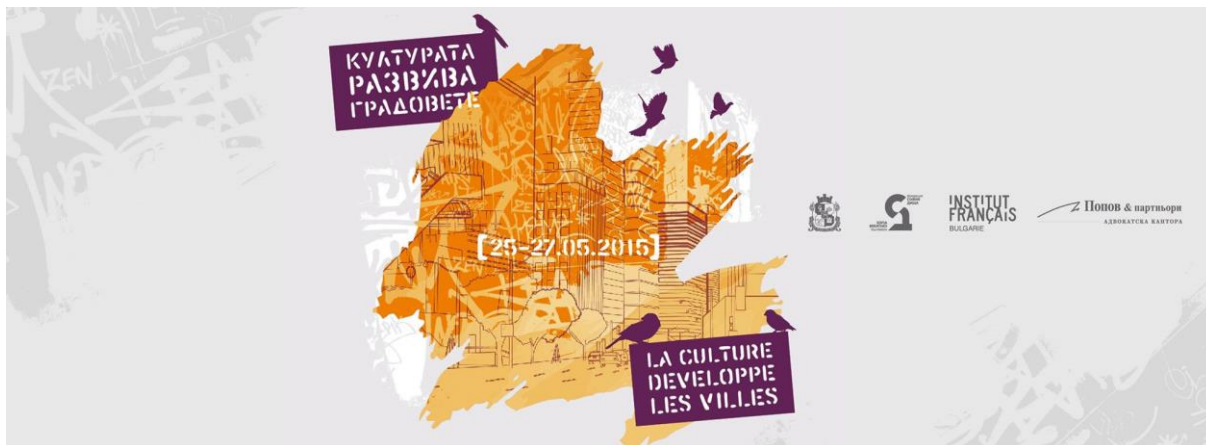 КУЛТУРАТА
РАЗВИВА
ГРАДОВЕТЕ
ZEN
[25-27.05.2015]
LA CULTURE
DEVELOPPE
LES VILLES
INSTITUT
FRANÇAIS
BULGARIE
Попов & партньори
АДВОКАТСКА КАНТОРА